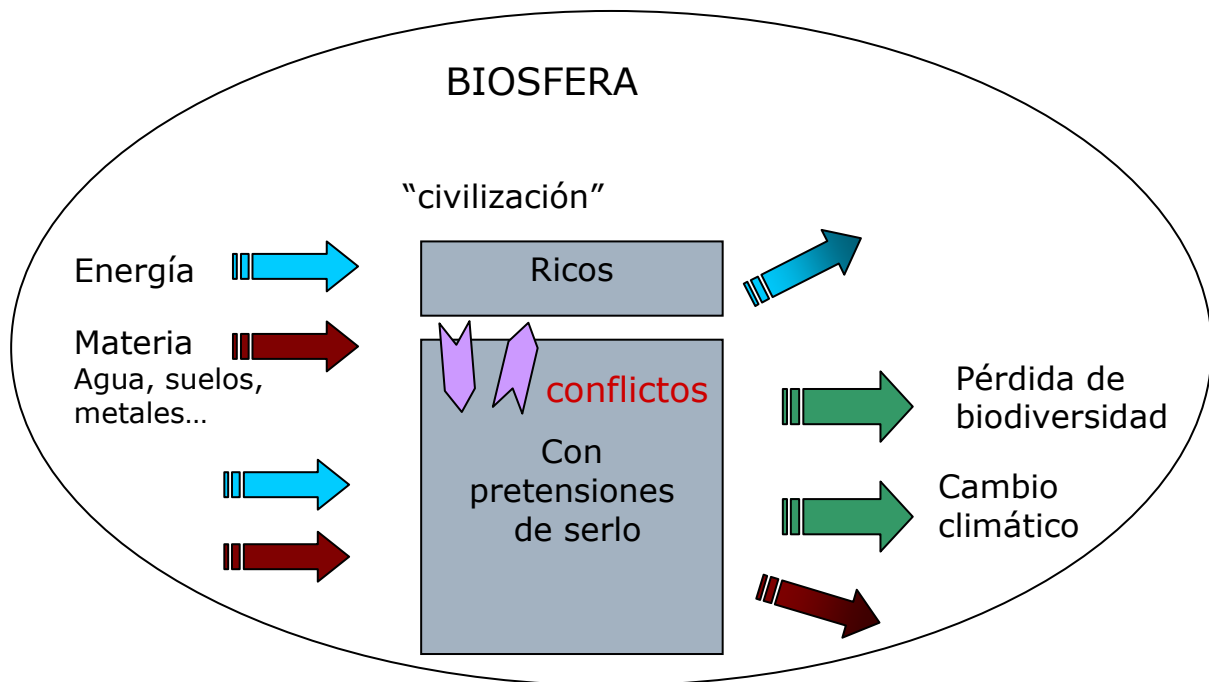 BIOSFERA
“civilización”
Energía
Ricos
Materia
Agua, suelos,
metales…
conflictos
Con
pretensiones
de serlo
Pérdida de
biodiversidad
Cambio
climático